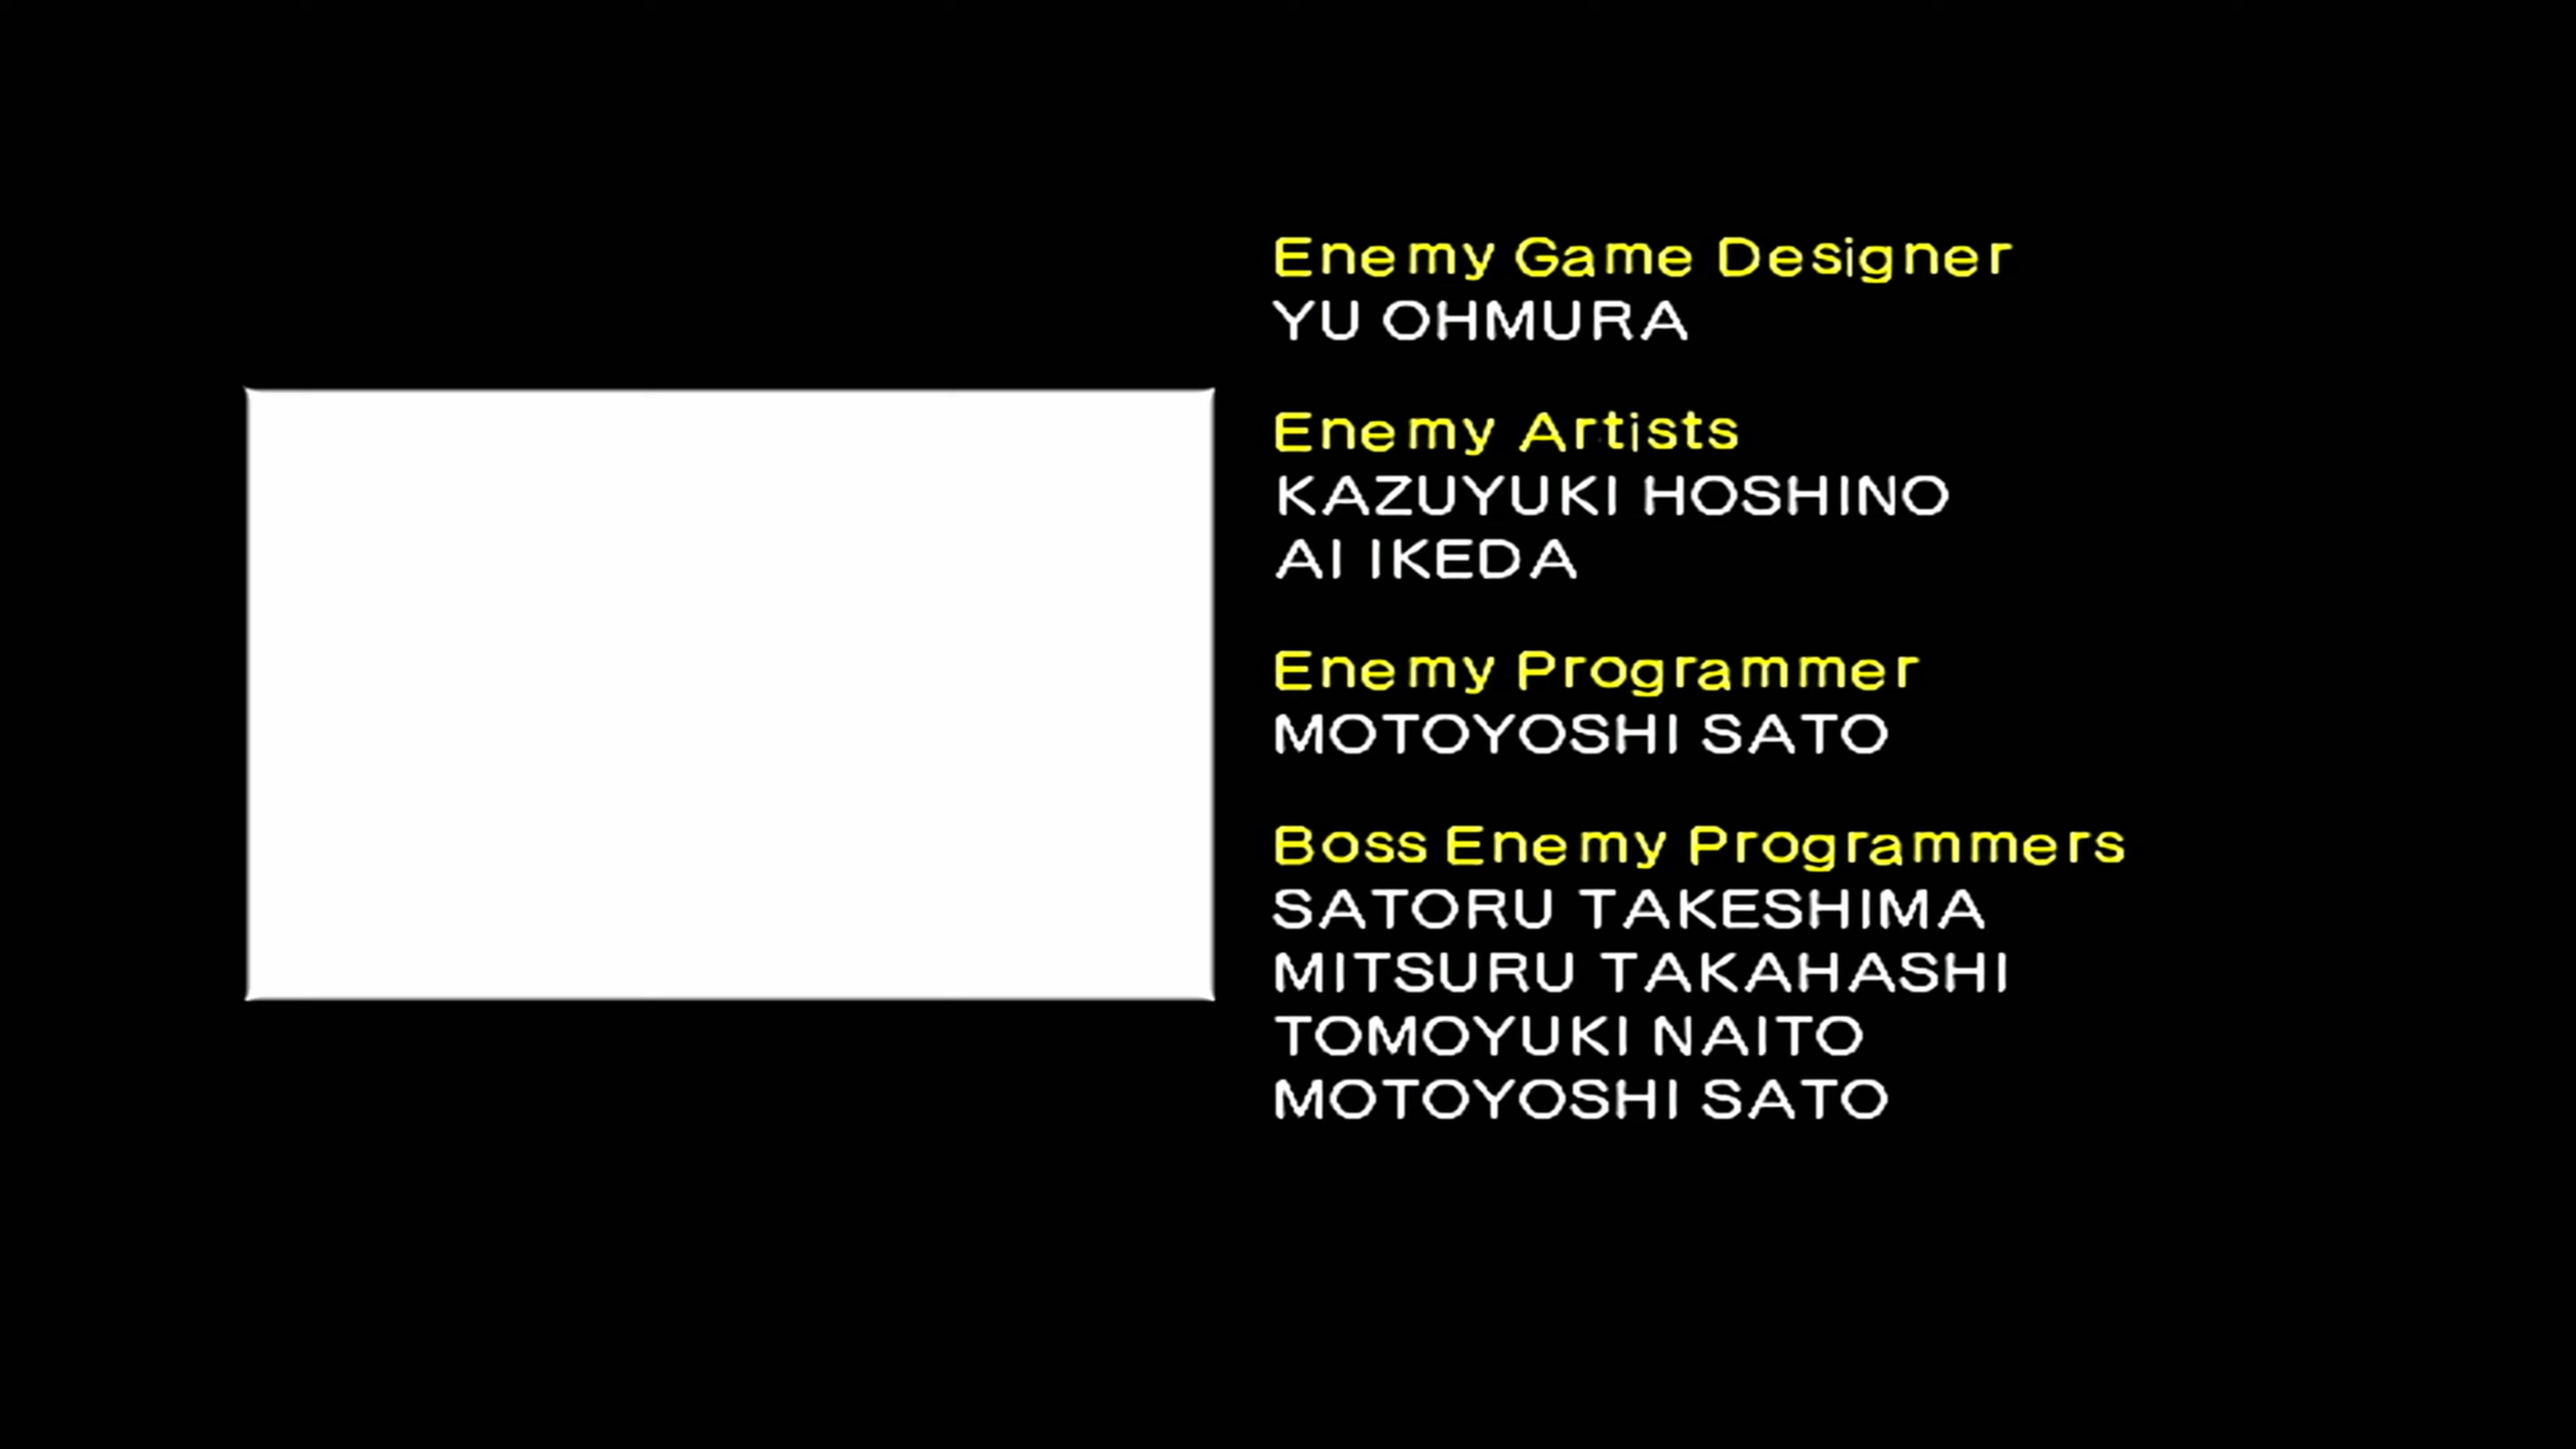 Enemy Game Designer
YU OHMURA
Enemy Artists
KAZUYUKI HOSHINO
AI IKEDA
Enemy Programmer
MOTOYOSHI SATO
Boss Enemy Programmers
SATORU TAKESHIMA
MITSURU TAKAHASHI
TOMOYUKI NAITO
MOTOYOSHI SATO